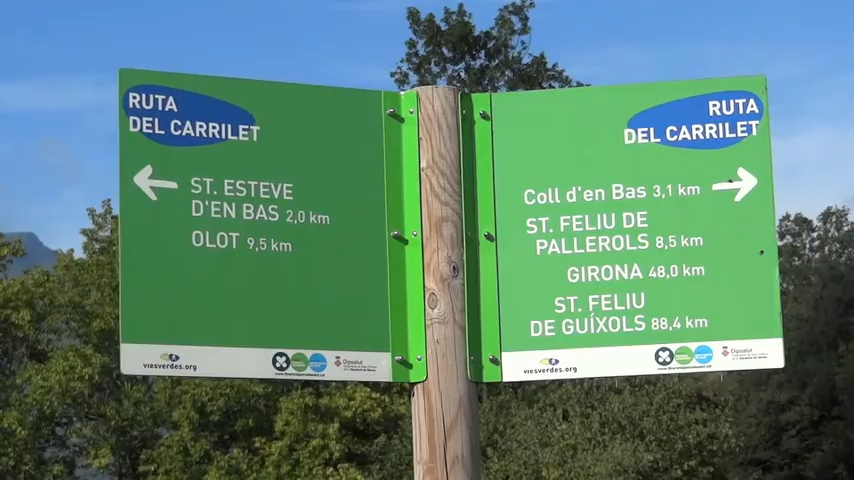 RUTA
DEL CARRILET
ST. ESTEVE
D'EN BAS 2,0 km
OLOT 9,5 km
viesverdes.org
Dipsalut
RUTA
DEL CARRILET
Coll d'en Bas 3,1 km
ST. FELIU DE
PALLEROLS 8,5 km
GIRONA 48,0 km
ST. FELIU
DE GUÍXOLS 88,4 km
viesverdes.org
Dipsalut